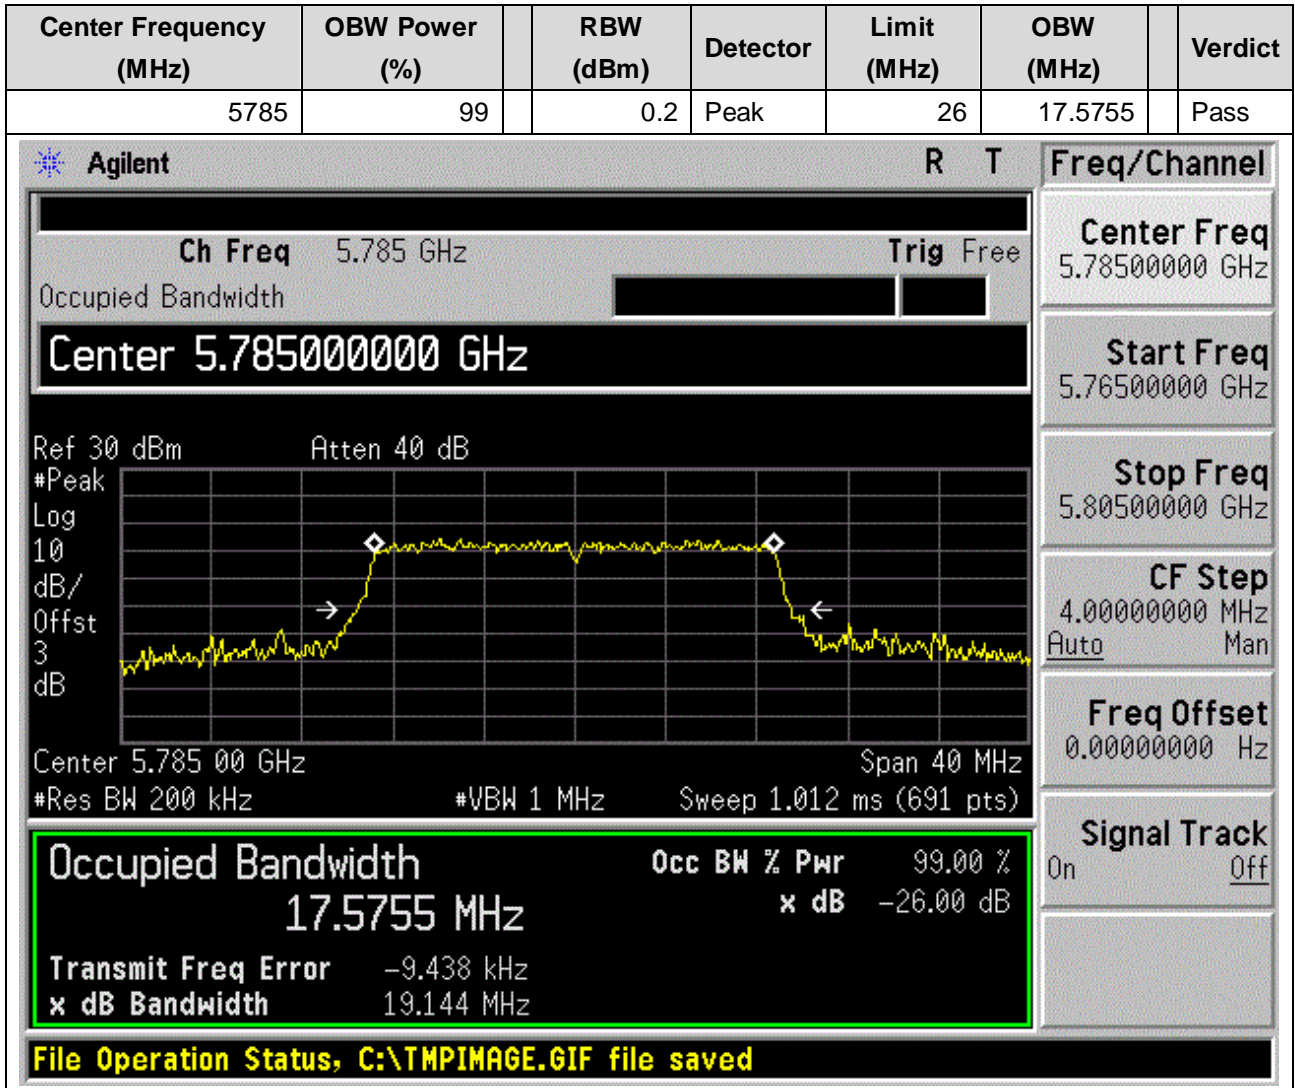 Center Frequency (MHz) OBW Power (%) RBW (dBm) Detector Limit (MHz) OBW (MHz) Verdict
5785 99 0.2 Peak 26 17.5755 Pass
Agilent R T Freq/Channel
Ch Freq 5.785 GHz Trig Free
Occupied Bandwidth
Center 5.785000000 GHz
Center Freq
5.78500000 GHz
Start Freq
5.76500000 GHz
Stop Freq
5.80500000 GHz
CF Step
4.00000000 MHz
Auto Man
Freq Offset
0.00000000 Hz
Signal Track
On Off
Ref 30 dBm Atten 40 dB
#Peak
Log
10
dB/
Offst
3
dB
Center 5.785 00 GHz Span 40 MHz
#Res BW 200 kHz #VBW 1 MHz Sweep 1.012 ms (691 pts)
Occupied Bandwidth
17.5755 MHz
Occ BW % Pwr 99.00 %
x dB -26.00 dB
Transmit Freq Error -9.438 kHz
x dB Bandwidth 19.144 MHz
File Operation Status, C:\TMPIMAGE.GIF file saved